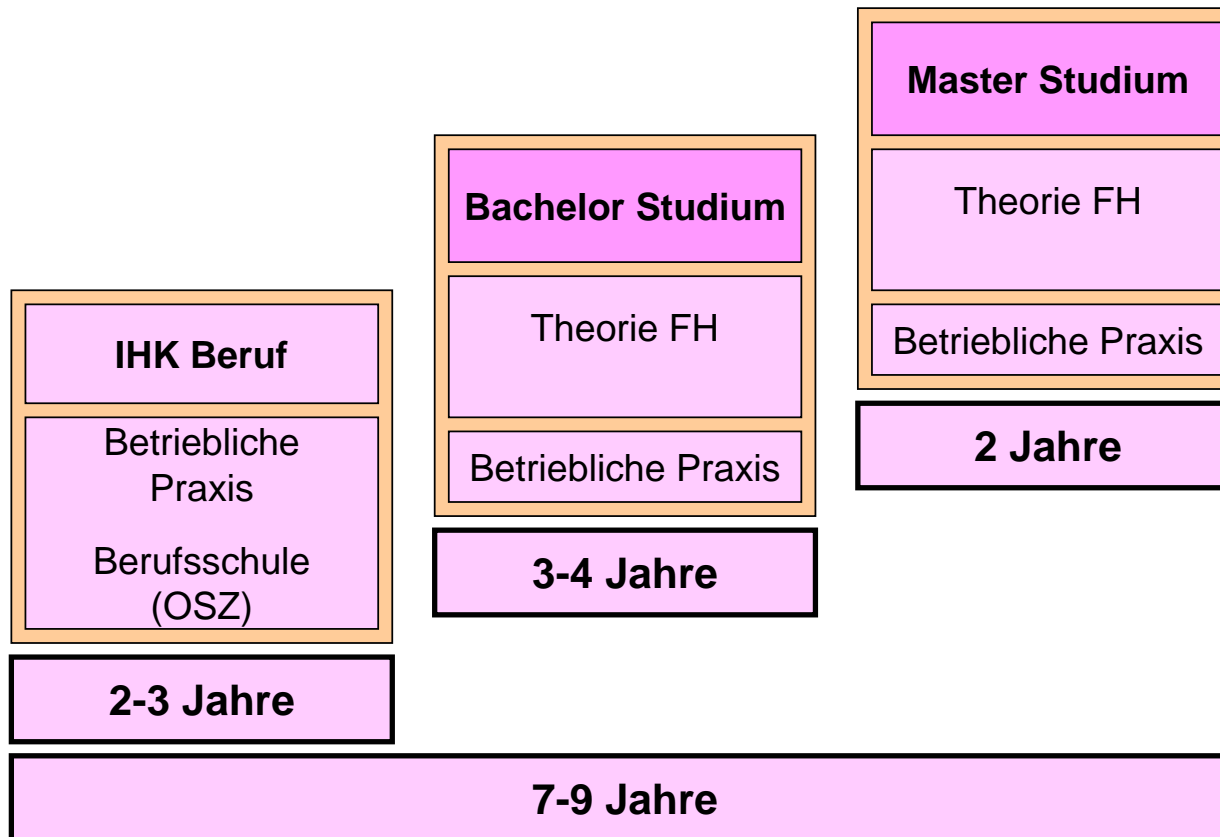 IHK Beruf
Betriebliche
Praxis
Berufsschule
(OSZ)
2-3 Jahre
Bachelor Studium
Theorie FH
Betriebliche Praxis
3-4 Jahre
Master Studium
Theorie FH
Betriebliche Praxis
2 Jahre
7-9 Jahre